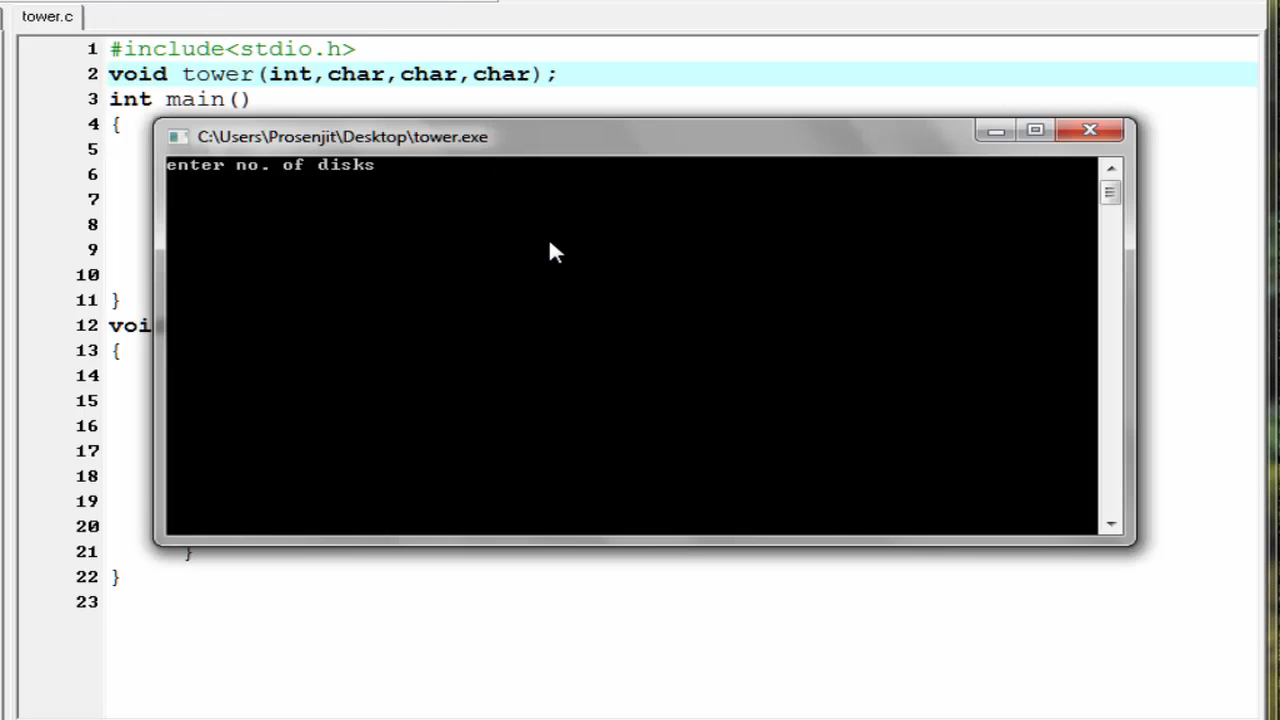 tower.c
1 #include<stdio.h>
2 void tower(int,char,char,char);
3 int main()
4 {
C:\Users\Prosenjit\Desktop\tower.exe
enter no. of disks
5
6
7
8
9
10
11 }
12 voi
13 {
14
15
16
17
18
19
20
21 }
22 }
23